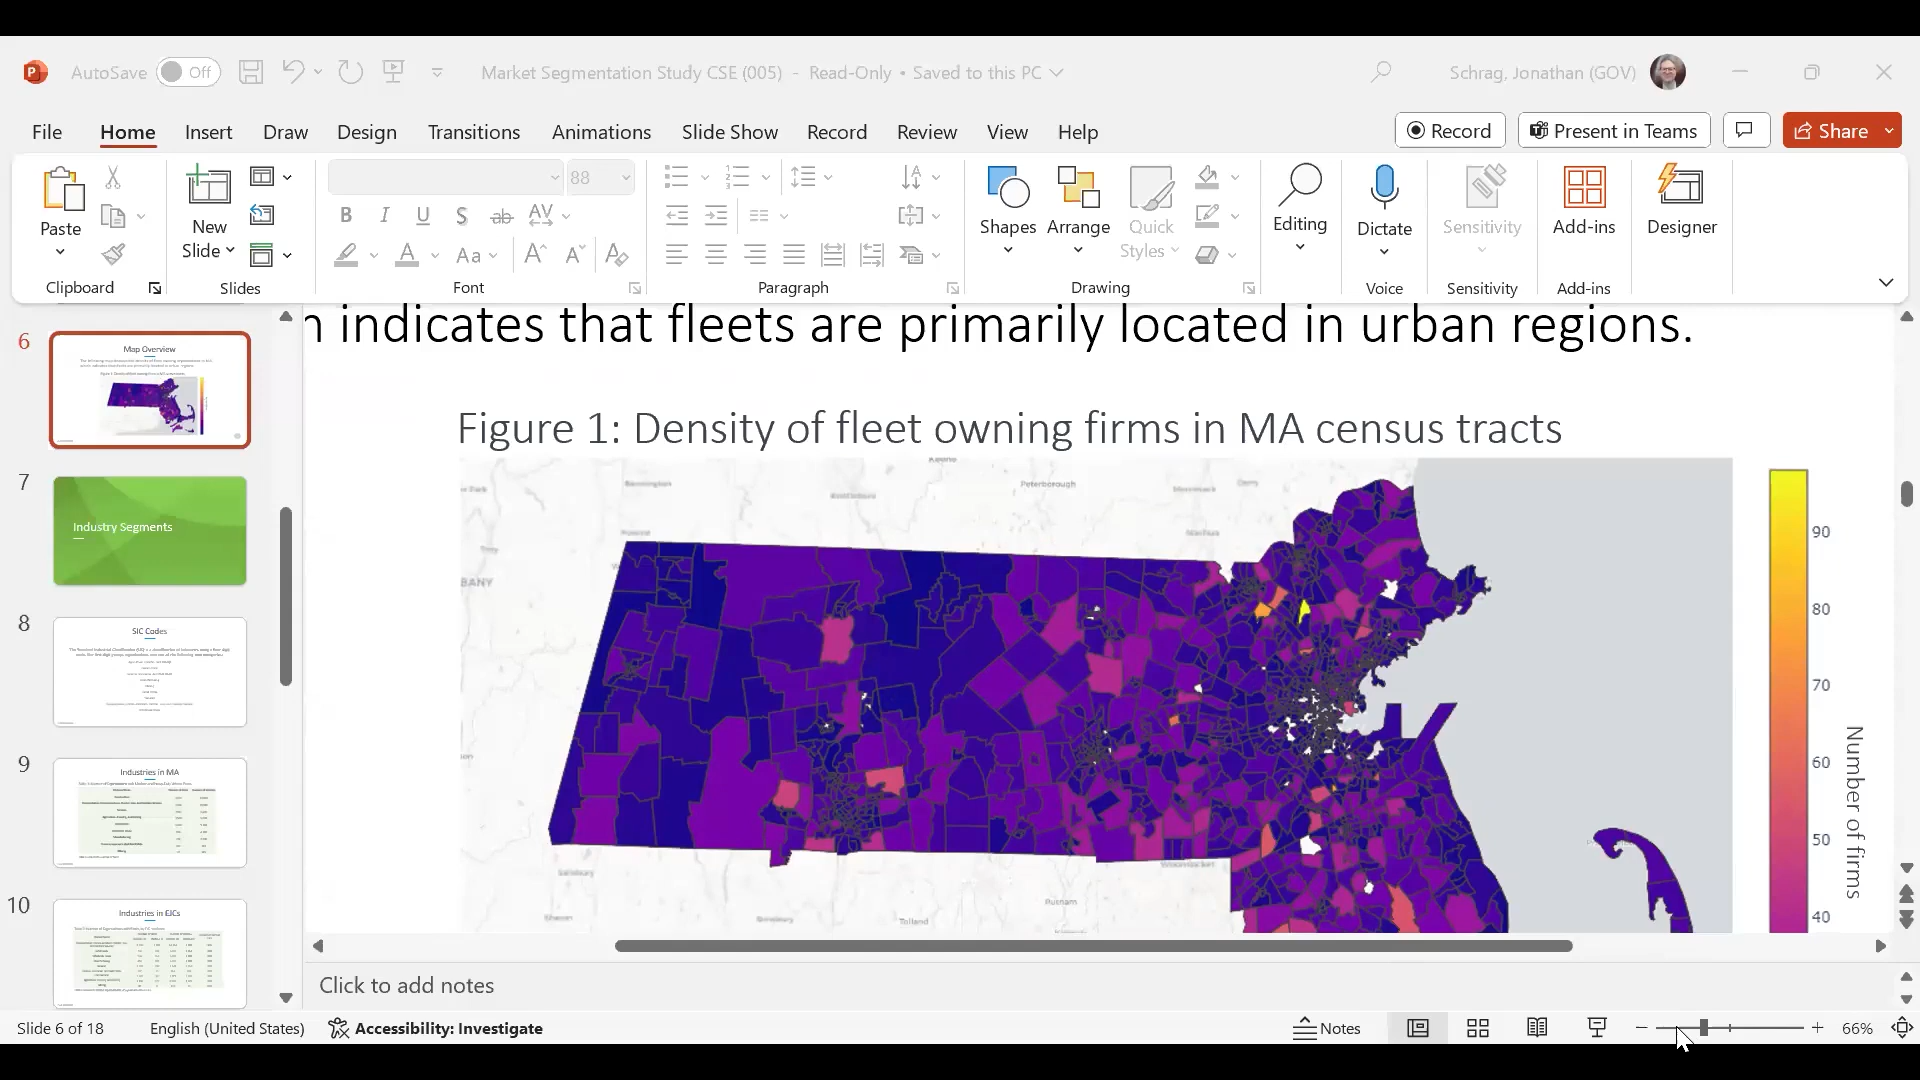 AutoSave Off Market Segmentation Study CSE (005) - Read-Only • Saved to this PC Schrag, Jonathan (GOV)
File Home Insert Draw Design Transitions Animations Slide Show Record Review View Help Record Present in Teams Share
88
Paste New Slide Shapes Arrange Quick Styles Editing Dictate Sensitivity Add-ins Designer
Clipboard Slides Font Paragraph Drawing Voice Sensitivity Add-ins
n indicates that fleets are primarily located in urban regions.
Figure 1: Density of fleet owning firms in MA census tracts
Peterborough
BANY
Putnam
Tolland
90
80
70
60
50
40
Number of firms
6
Map Overview
7
Industry Segments
8
SIC Codes
9
Industries in MA
10
Industries in EJCs
Click to add notes
Slide 6 of 18 English (United States) Accessibility: Investigate Notes 66%